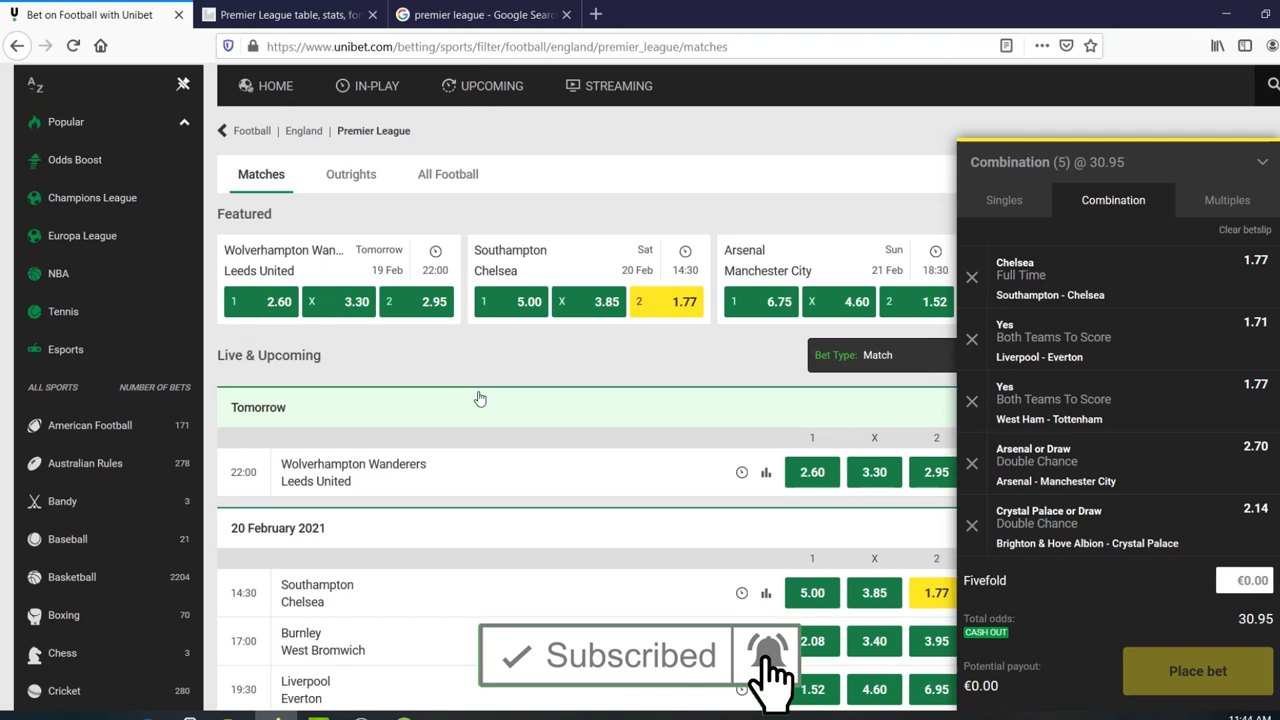 Bet on Football with Unibet
Premier League table, stats, for
premier league - Google Searc
https://www.unibet.com/betting/sports/filter/football/england/premier_league/matches
A
Z
Popular
Odds Boost
Champions League
Europa League
NBA
Tennis
Esports
ALL SPORTS NUMBER OF BETS
American Football 171
Australian Rules 278
Bandy 3
Baseball 21
Basketball 2204
Boxing 70
Chess 3
Cricket 280
HOME IN-PLAY UPCOMING STREAMING
Football | England | Premier League
Matches Outrights All Football
Featured
Wolverhampton Wan... Tomorrow
Leeds United 19 Feb 22:00
1 2.60 X 3.30 2 2.95
Southampton Sat
Chelsea 20 Feb 14:30
1 5.00 X 3.85 2 1.77
Arsenal Sun
Manchester City 21 Feb 18:30
1 6.75 X 4.60 2 1.52
Live & Upcoming
Bet Type: Match
Tomorrow
1 X 2
22:00 Wolverhampton Wanderers
Leeds United
2.60 3.30 2.95
20 February 2021
1 X 2
14:30 Southampton
Chelsea
5.00 3.85 1.77
17:00 Burnley
West Bromwich
2.08 3.40 3.95
19:30 Liverpool
Everton
1.52 4.60 6.95
Subscribed
Combination (5) @ 30.95
Singles Combination Multiples
Clear betslip
Chelsea 1.77
Full Time
Southampton - Chelsea
Yes 1.71
Both Teams To Score
Liverpool - Everton
Yes 1.77
Both Teams To Score
West Ham - Tottenham
Arsenal or Draw 2.70
Double Chance
Arsenal - Manchester City
Crystal Palace or Draw 2.14
Double Chance
Brighton & Hove Albion - Crystal Palace
Fivefold €0.00
Total odds: 30.95
CASH OUT
Potential payout:
€0.00
Place bet
11:44 AM